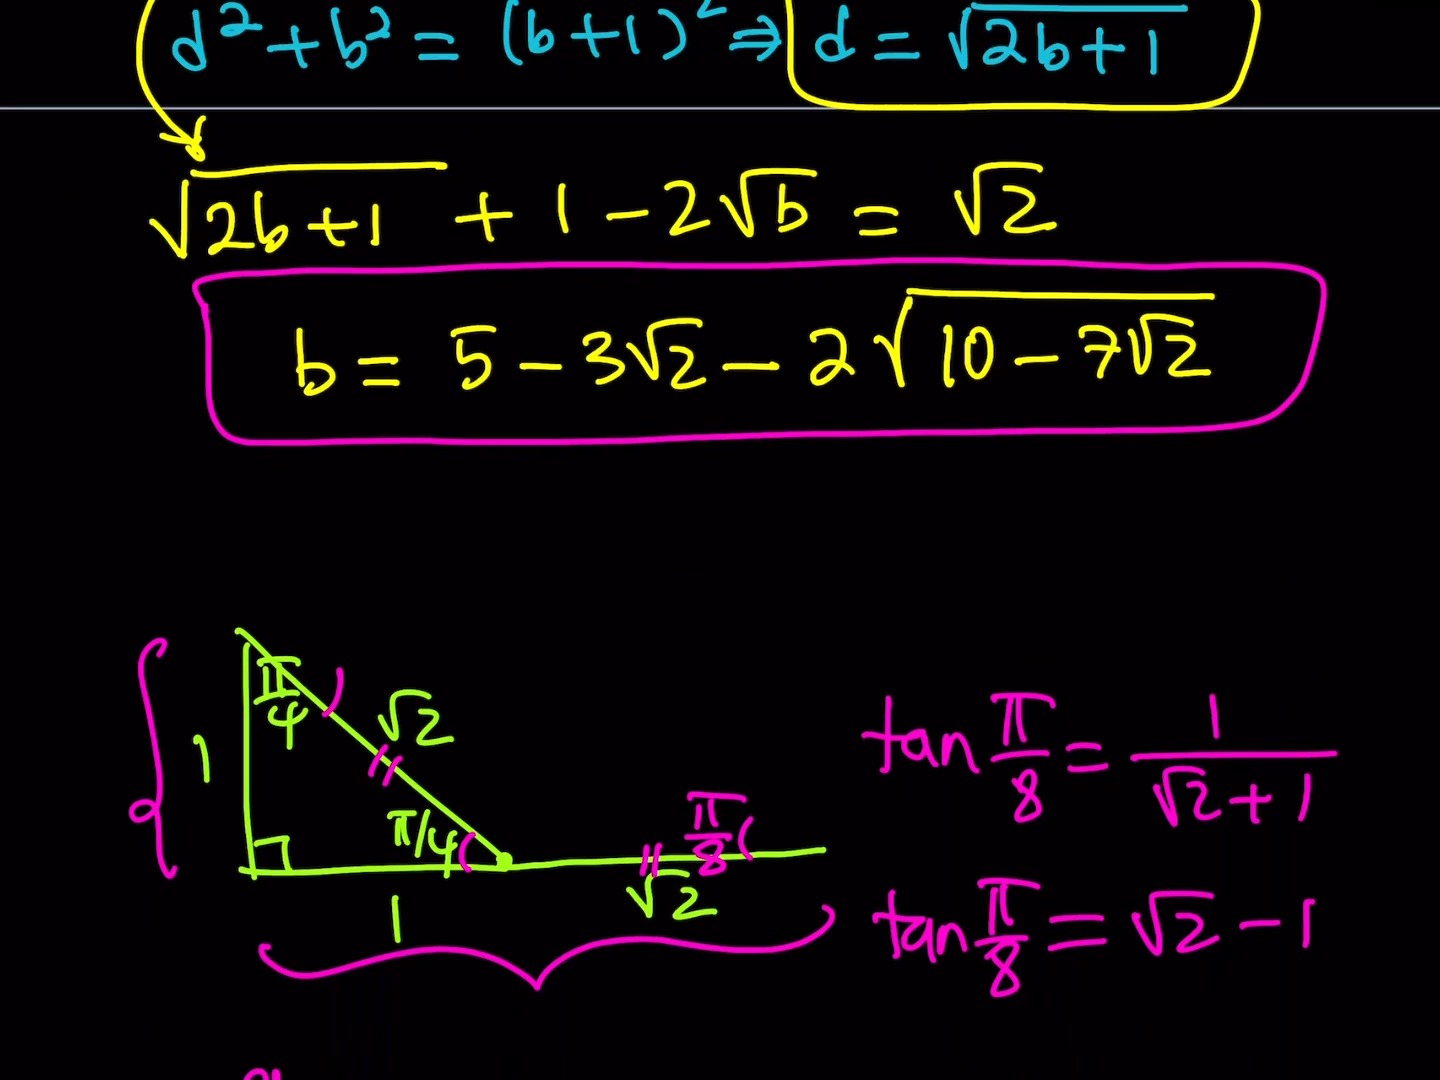 d² + b² = (b+1)² ⇒ d = √(2b+1)
√(2b+1) + 1 - 2√b = √2
b = 5 - 3√2 - 2√(10 - 7√2)
π/4
√2
1
π/4
π/8
√2
1
tan π/8 = 1/(√2+1)
tan π/8 = √2 - 1